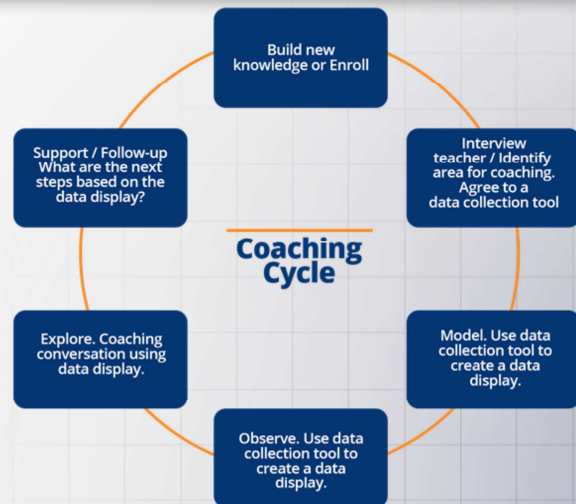 Build new
knowledge or Enroll
Support / Follow-up
What are the next
steps based on the
data display?
Interview
teacher / Identify
area for coaching.
Agree to a
data collection tool
Coaching
Cycle
Explore. Coaching
conversation using
data display.
Model. Use data
collection tool to
create a data
display.
Observe. Use data
collection tool to
create a data
display.